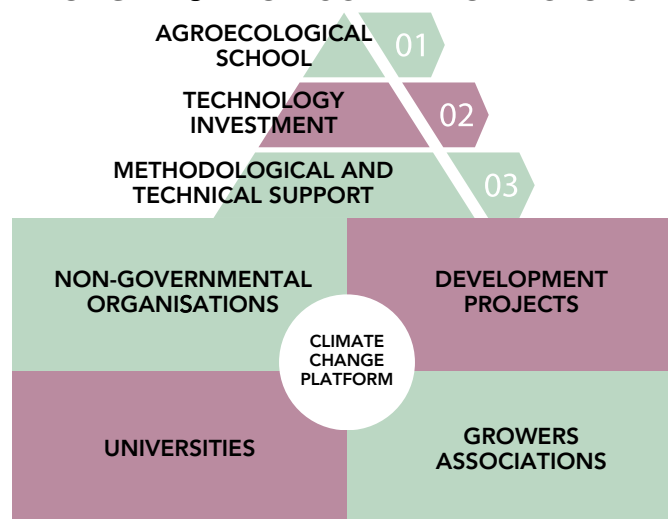 AGROECOLOGICAL
SCHOOL
01
TECHNOLOGY
INVESTMENT
02
METHODOLOGICAL AND
TECHNICAL SUPPORT
03
NON-GOVERNMENTAL
ORGANISATIONS
DEVELOPMENT
PROJECTS
CLIMATE
CHANGE
PLATFORM
UNIVERSITIES
GROWERS
ASSOCIATIONS